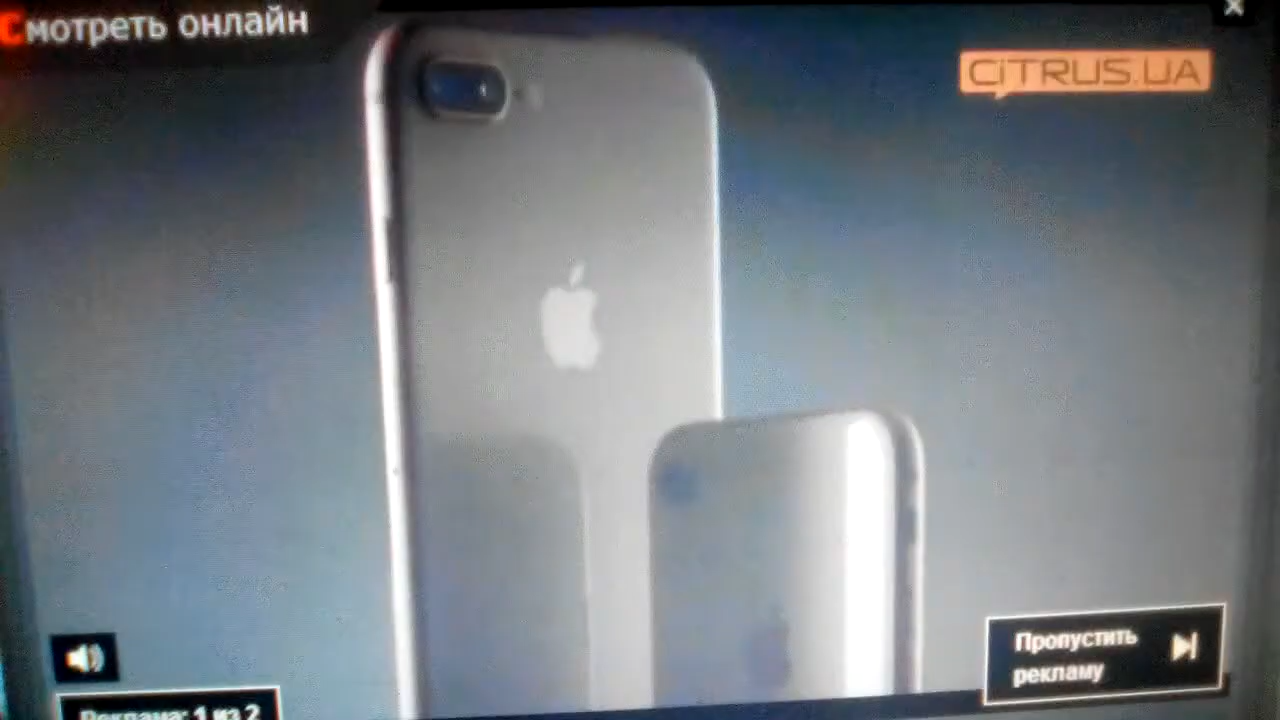 Смотреть онлайн
CiTRUS.UA
Пропустить
рекламу
Реклама: 1 из 2